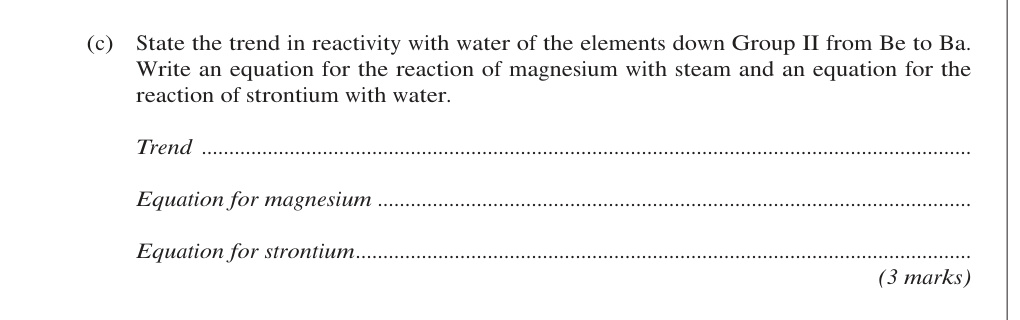 (c) State the trend in reactivity with water of the elements down Group II from Be to Ba.
Write an equation for the reaction of magnesium with steam and an equation for the
reaction of strontium with water.
Trend ...............................................................................................................................
Equation for magnesium ...............................................................................................
Equation for strontium...................................................................................................
(3 marks)